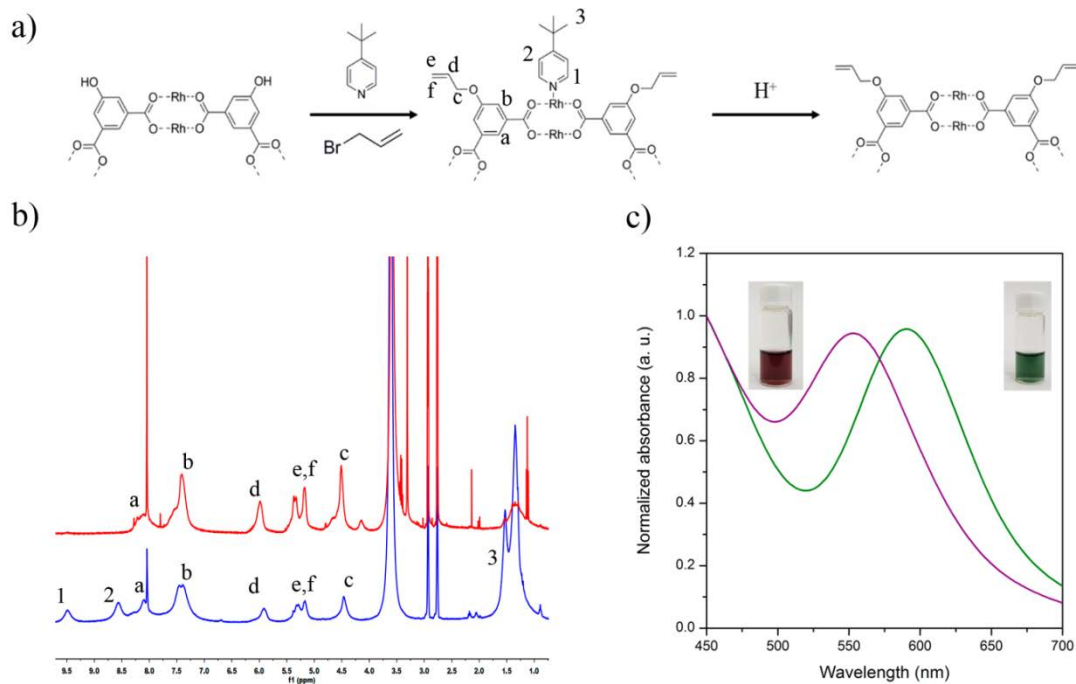 a)
HO
OH
O
Rh
O
O
Rh
O
O
O
O
O
N
Br
3
2
1
N
e
d
f
c
b
a
O
O
O
Rh
O
O
Rh
O
O
O
O
O
H+
O
O
O
Rh
O
O
Rh
O
O
O
O
O
b)
a
b
d
e,f
c
1
2
a
b
d
e,f
c
3
9.5 9.0 8.5 8.0 7.5 7.0 6.5 6.0 5.5 5.0 4.5 4.0 3.5 3.0 2.5 2.0 1.5 1.0
f1 (ppm)
c)
Normalized absorbance (a. u.)
1.2
1.0
0.8
0.6
0.4
0.2
0.0
450 500 550 600 650 700
Wavelength (nm)